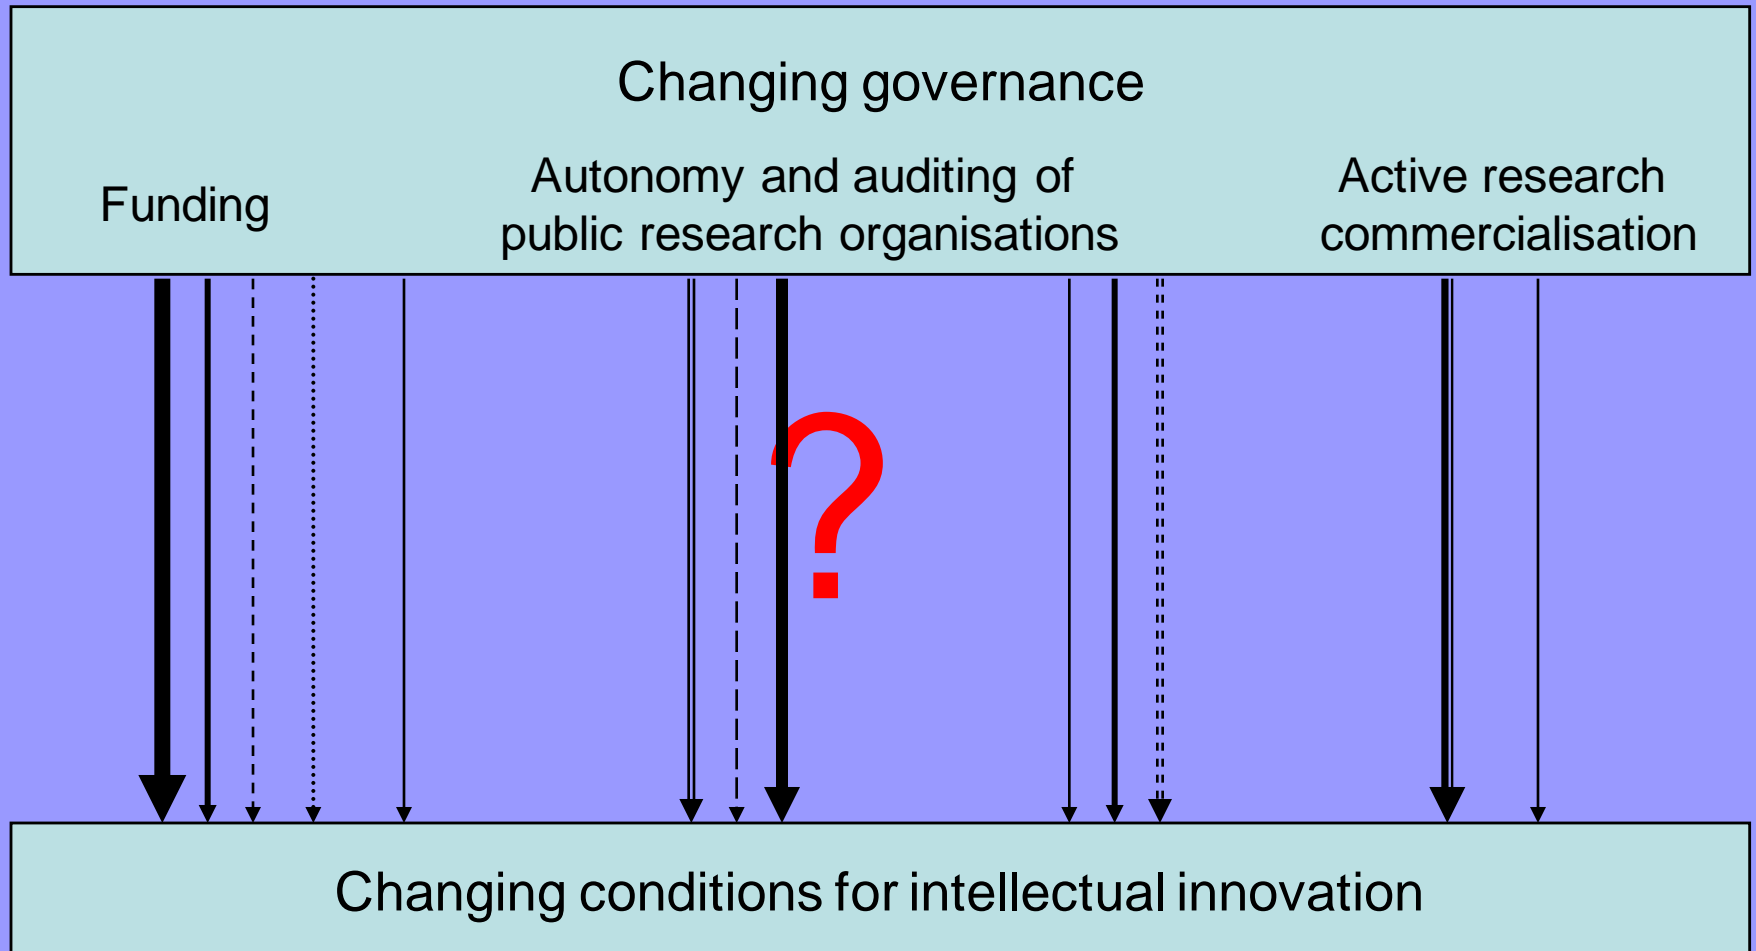 Changing governance
Funding
Autonomy and auditing of
public research organisations
Active research
commercialisation
?
Changing conditions for intellectual innovation